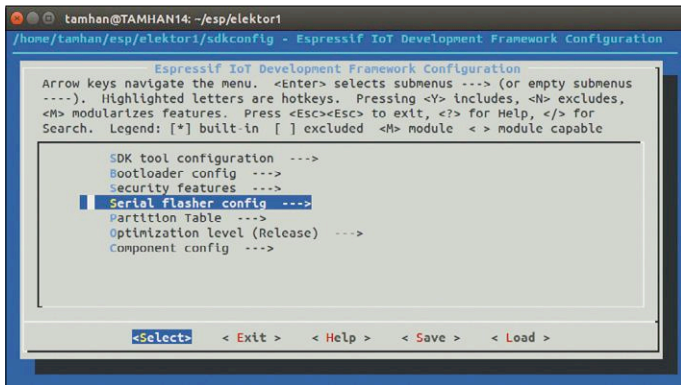 tamhan@TAMHAN14: ~/esp/elektor1
/home/tamhan/esp/elektor1/sdkconfig - Espressif IoT Development Framework Configuration
Espressif IoT Development Framework Configuration
Arrow keys navigate the menu. <Enter> selects submenus ---> (or empty submenus
----). Highlighted letters are hotkeys. Pressing <Y> includes, <N> excludes,
<M> modularizes features. Press <Esc><Esc> to exit, <?> for Help, </> for
Search. Legend: [*] built-in [ ] excluded <M> module < > module capable
SDK tool configuration --->
Bootloader config --->
Security features --->
Serial flasher config --->
Partition Table --->
Optimization level (Release) --->
Component config --->
<Select> < Exit > < Help > < Save > < Load >